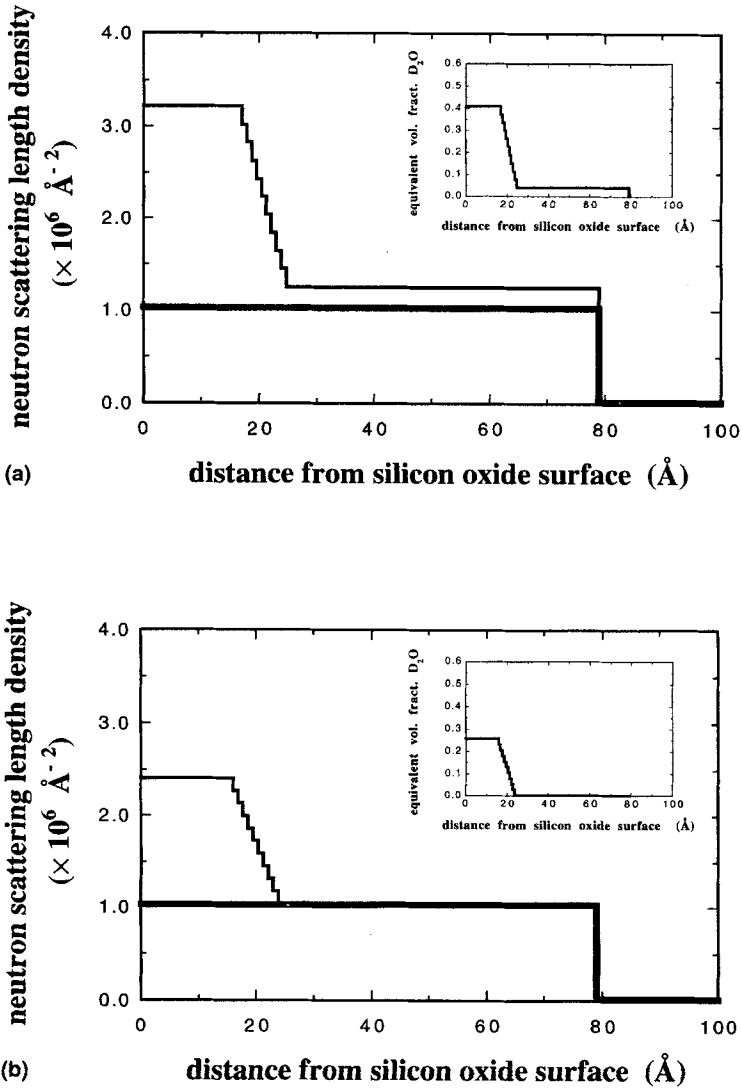 neutron scattering length density
(× 10⁶ Å⁻²)
4.0
3.0
2.0
1.0
0.0
0 20 40 60 80 100
distance from silicon oxide surface (Å)
(a)
equivalent vol. fract. D₂O
0.6
0.5
0.4
0.3
0.2
0.1
0.0
0 20 40 60 80 100
distance from silicon oxide surface (Å)
neutron scattering length density
(× 10⁶ Å⁻²)
4.0
3.0
2.0
1.0
0.0
0 20 40 60 80 100
distance from silicon oxide surface (Å)
(b)
equivalent vol. fract. D₂O
0.6
0.5
0.4
0.3
0.2
0.1
0.0
0 20 40 60 80 100
distance from silicon oxide surface (Å)